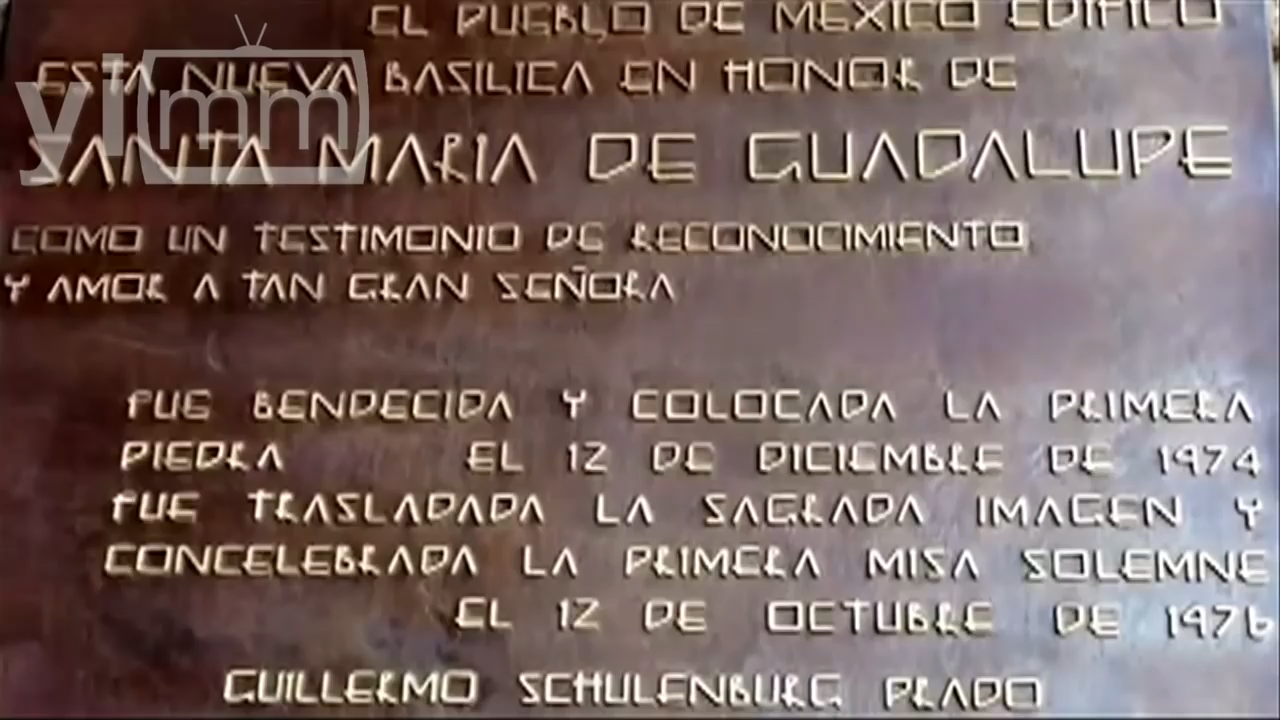 EL PUEBLO DE MEXICO EDIFICO
ESTA NUEVA BASILICA EN HONOR DE
SANTA MARIA DE GUADALUPE
COMO UN TESTIMONIO DE RECONOCIMIENTO
Y AMOR A TAN GRAN SEÑORA
FUE BENDECIDA Y COLOCADA LA PRIMERA
PIEDRA EL 12 DE DICIEMBRE DE 1974
FUE TRASLADADA LA SAGRADA IMAGEN Y
CONCELEBRADA LA PRIMERA MISA SOLEMNE
EL 12 DE OCTUBRE DE 1976
GUILLERMO SCHULENBURG PRADO
yimm